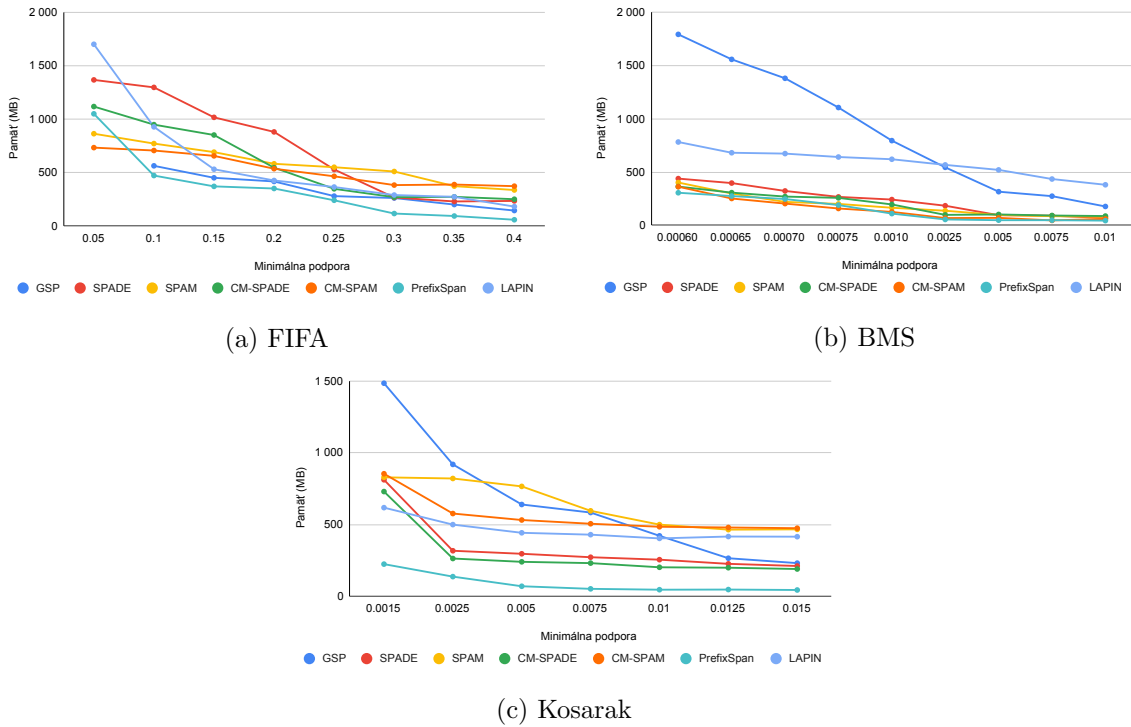 2 000
1 500
1 000
500
0
Pamäť (MB)
0.05 0.1 0.15 0.2 0.25 0.3 0.35 0.4
Minimálna podpora
GSP SPADE SPAM CM-SPADE CM-SPAM PrefixSpan LAPIN
(a) FIFA
2 000
1 500
1 000
500
0
Pamäť (MB)
0.00060 0.00065 0.00070 0.00075 0.0010 0.0025 0.005 0.0075 0.01
Minimálna podpora
GSP SPADE SPAM CM-SPADE CM-SPAM PrefixSpan LAPIN
(b) BMS
1 500
1 000
500
0
Pamäť (MB)
0.0015 0.0025 0.005 0.0075 0.01 0.0125 0.015
Minimálna podpora
GSP SPADE SPAM CM-SPADE CM-SPAM PrefixSpan LAPIN
(c) Kosarak